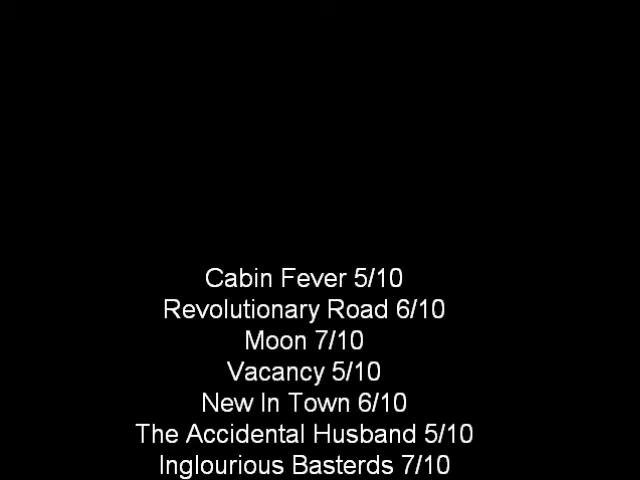 Cabin Fever 5/10
Revolutionary Road 6/10
Moon 7/10
Vacancy 5/10
New In Town 6/10
The Accidental Husband 5/10
Inglourious Basterds 7/10